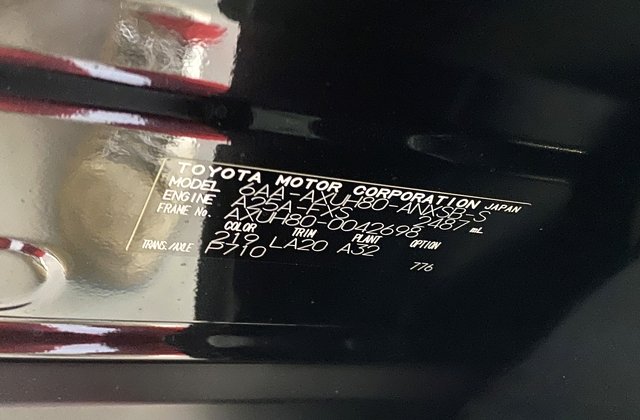 TOYOTA MOTOR CORPORATION JAPAN
MODEL 6AA-AXUH80-ANXSB-S
ENGINE A25A-FXS 2487 mL
FRAME No. AXUH80-0042698
COLOR TRIM PLANT OPTION
219 LA20 A32
TRANS./AXLE P710 776